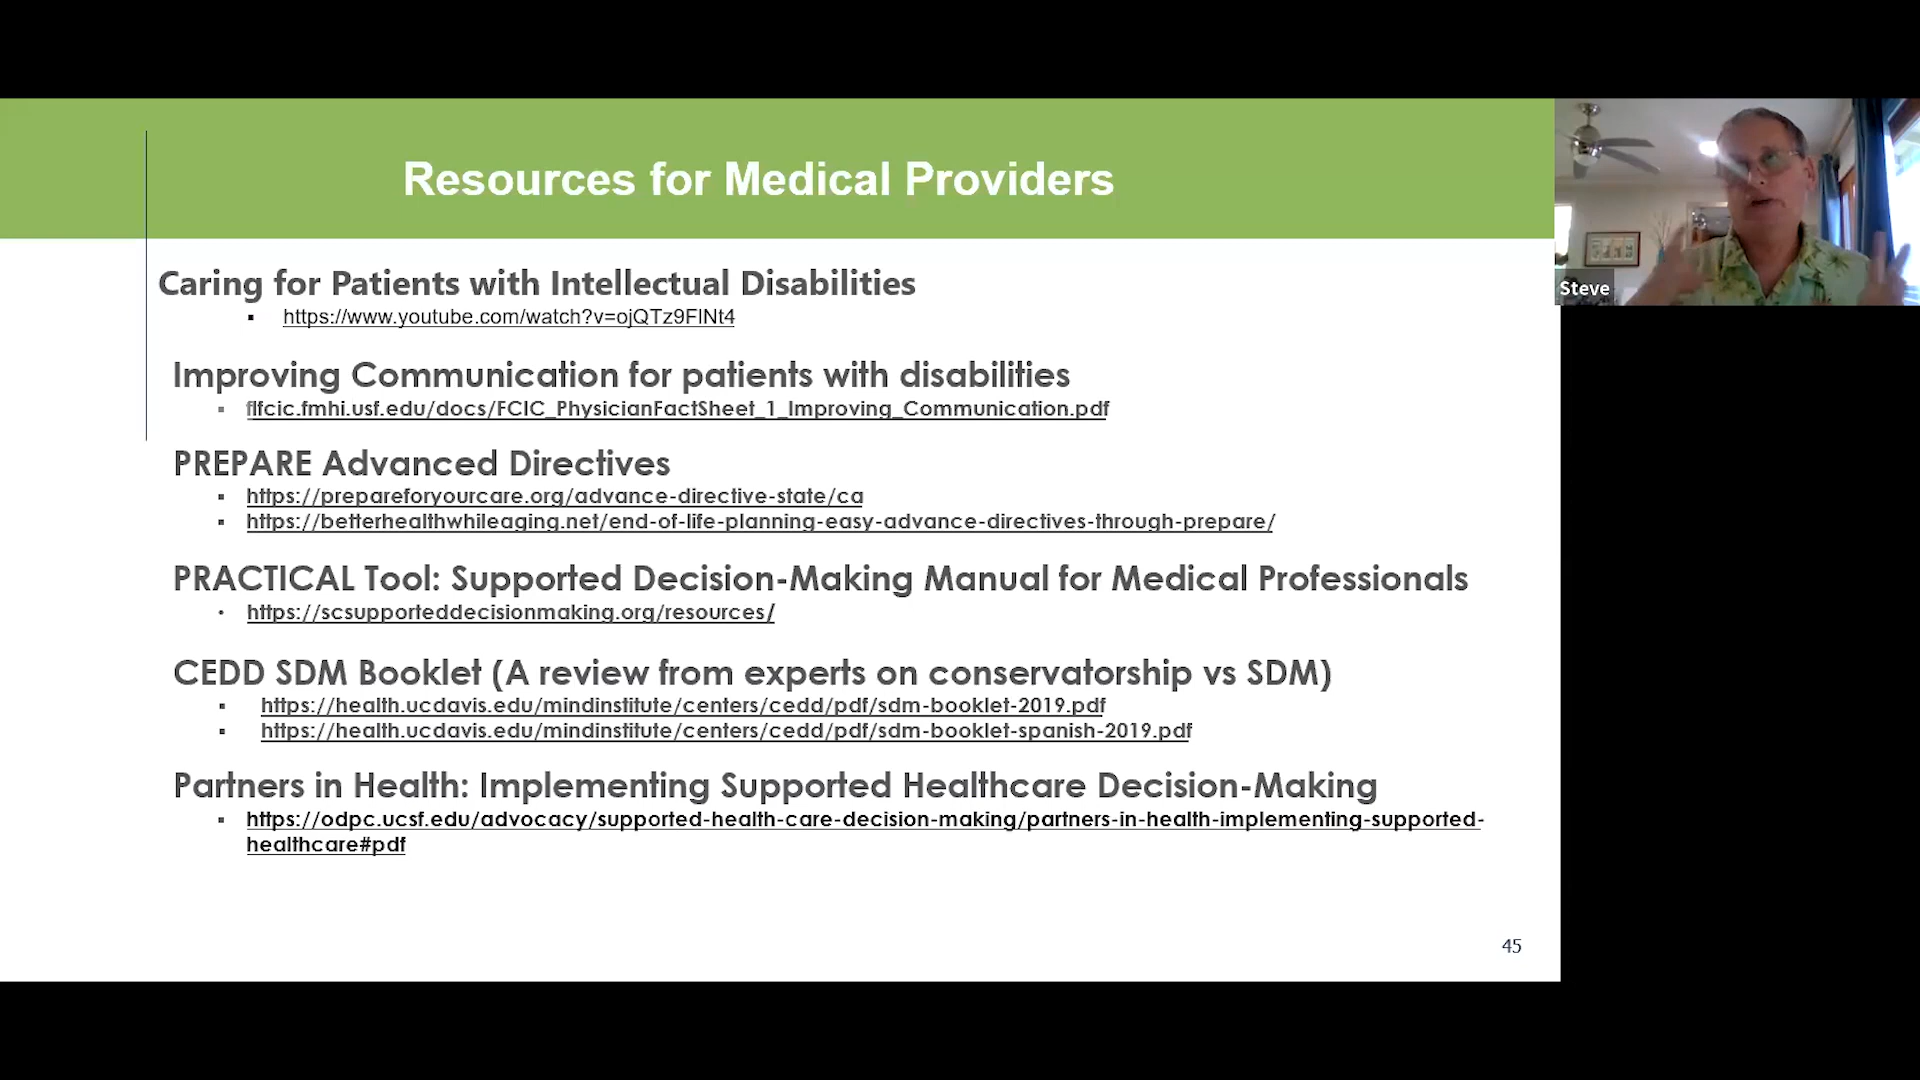 Resources for Medical Providers
Steve
Caring for Patients with Intellectual Disabilities
https://www.youtube.com/watch?v=ojQTz9FlNt4
Improving Communication for patients with disabilities
flfcic.fmhi.usf.edu/docs/FCIC_PhysicianFactSheet_1_Improving_Communication.pdf
PREPARE Advanced Directives
https://prepareforyourcare.org/advance-directive-state/ca
https://betterhealthwhileaging.net/end-of-life-planning-easy-advance-directives-through-prepare/
PRACTICAL Tool: Supported Decision-Making Manual for Medical Professionals
https://scsupporteddecisionmaking.org/resources/
CEDD SDM Booklet (A review from experts on conservatorship vs SDM)
https://health.ucdavis.edu/mindinstitute/centers/cedd/pdf/sdm-booklet-2019.pdf
https://health.ucdavis.edu/mindinstitute/centers/cedd/pdf/sdm-booklet-spanish-2019.pdf
Partners in Health: Implementing Supported Healthcare Decision-Making
https://odpc.ucsf.edu/advocacy/supported-health-care-decision-making/partners-in-health-implementing-supported-
healthcare#pdf
45